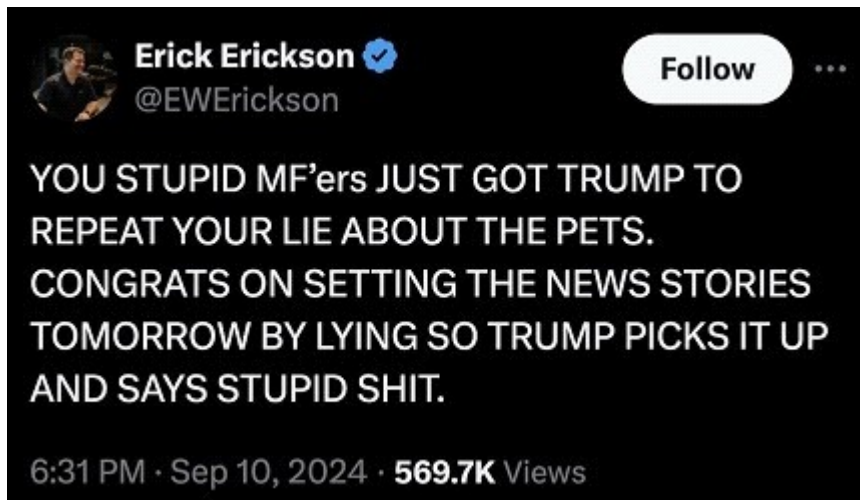 Erick Erickson
@EWErickson
Follow
YOU STUPID MF’ers JUST GOT TRUMP TO
REPEAT YOUR LIE ABOUT THE PETS.
CONGRATS ON SETTING THE NEWS STORIES
TOMORROW BY LYING SO TRUMP PICKS IT UP
AND SAYS STUPID SHIT.
6:31 PM · Sep 10, 2024 · 569.7K Views